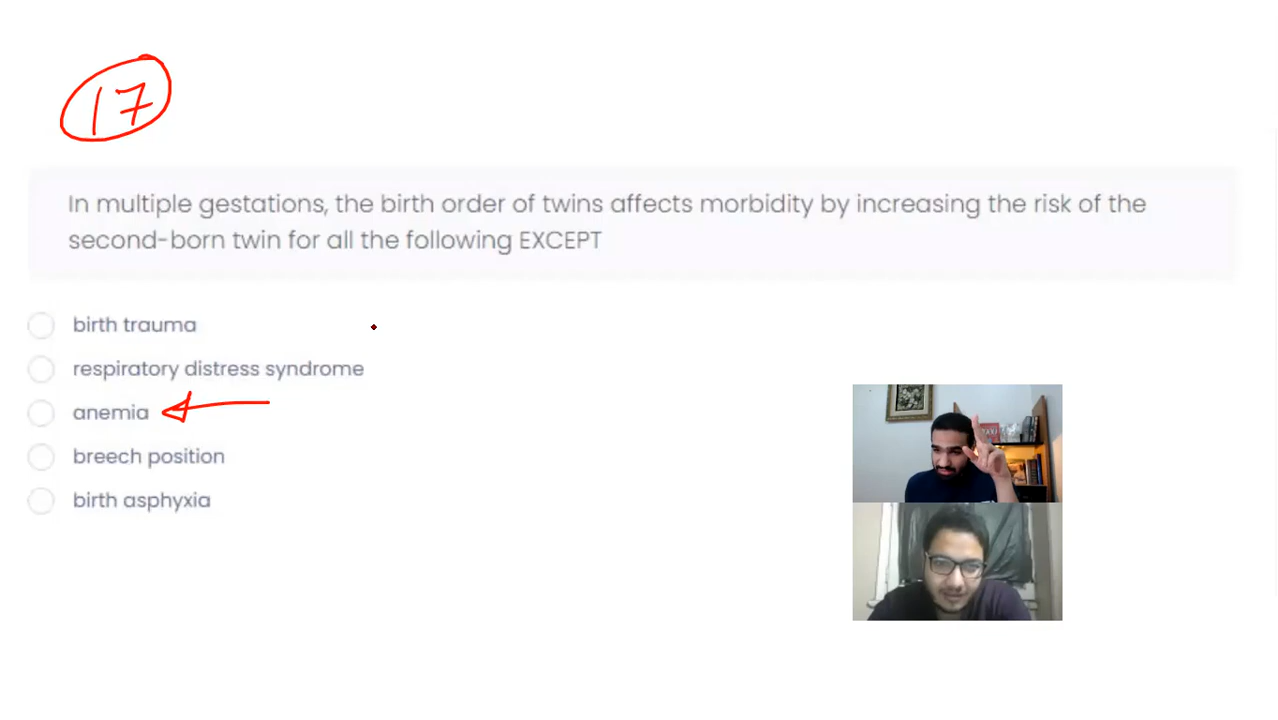 17
In multiple gestations, the birth order of twins affects morbidity by increasing the risk of the
second-born twin for all the following EXCEPT
birth trauma
respiratory distress syndrome
anemia
breech position
birth asphyxia